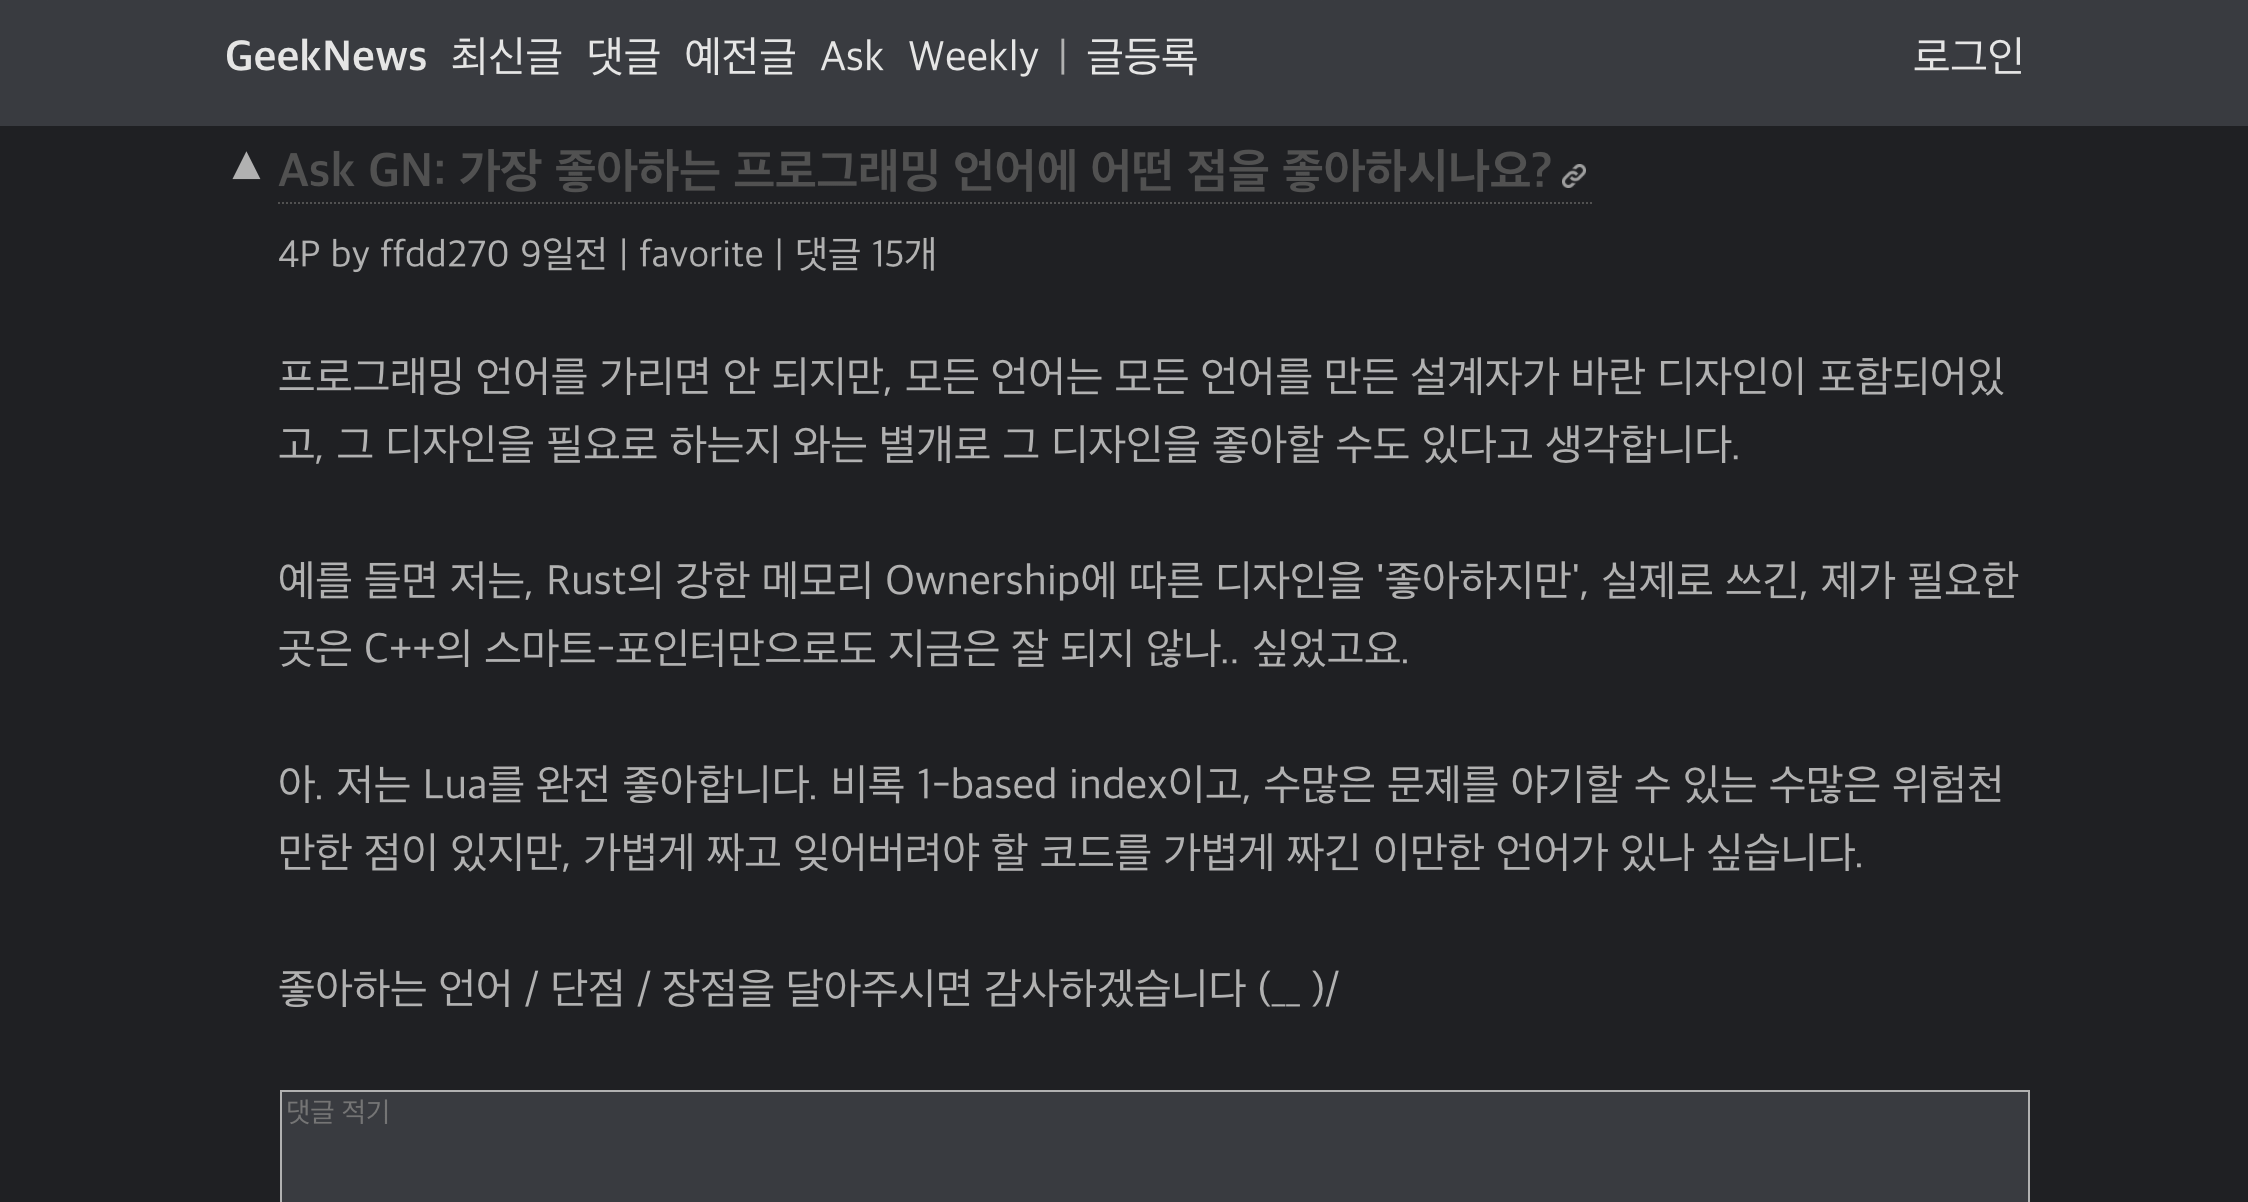 GeekNews 최신글 댓글 예전글 Ask Weekly | 글등록 로그인
▲ Ask GN: 가장 좋아하는 프로그래밍 언어에 어떤 점을 좋아하시나요?
4P by ffdd270 9일전 | favorite | 댓글 15개
프로그래밍 언어를 가리면 안 되지만, 모든 언어는 모든 언어를 만든 설계자가 바란 디자인이 포함되어있
고, 그 디자인을 필요로 하는지 와는 별개로 그 디자인을 좋아할 수도 있다고 생각합니다.
예를 들면 저는, Rust의 강한 메모리 Ownership에 따른 디자인을 '좋아하지만', 실제로 쓰긴, 제가 필요한
곳은 C++의 스마트-포인터만으로도 지금은 잘 되지 않나.. 싶었고요.
아. 저는 Lua를 완전 좋아합니다. 비록 1-based index이고, 수많은 문제를 야기할 수 있는 수많은 위험천
만한 점이 있지만, 가볍게 짜고 잊어버려야 할 코드를 가볍게 짜긴 이만한 언어가 있나 싶습니다.
좋아하는 언어 / 단점 / 장점을 달아주시면 감사하겠습니다 (__ )/
댓글 적기